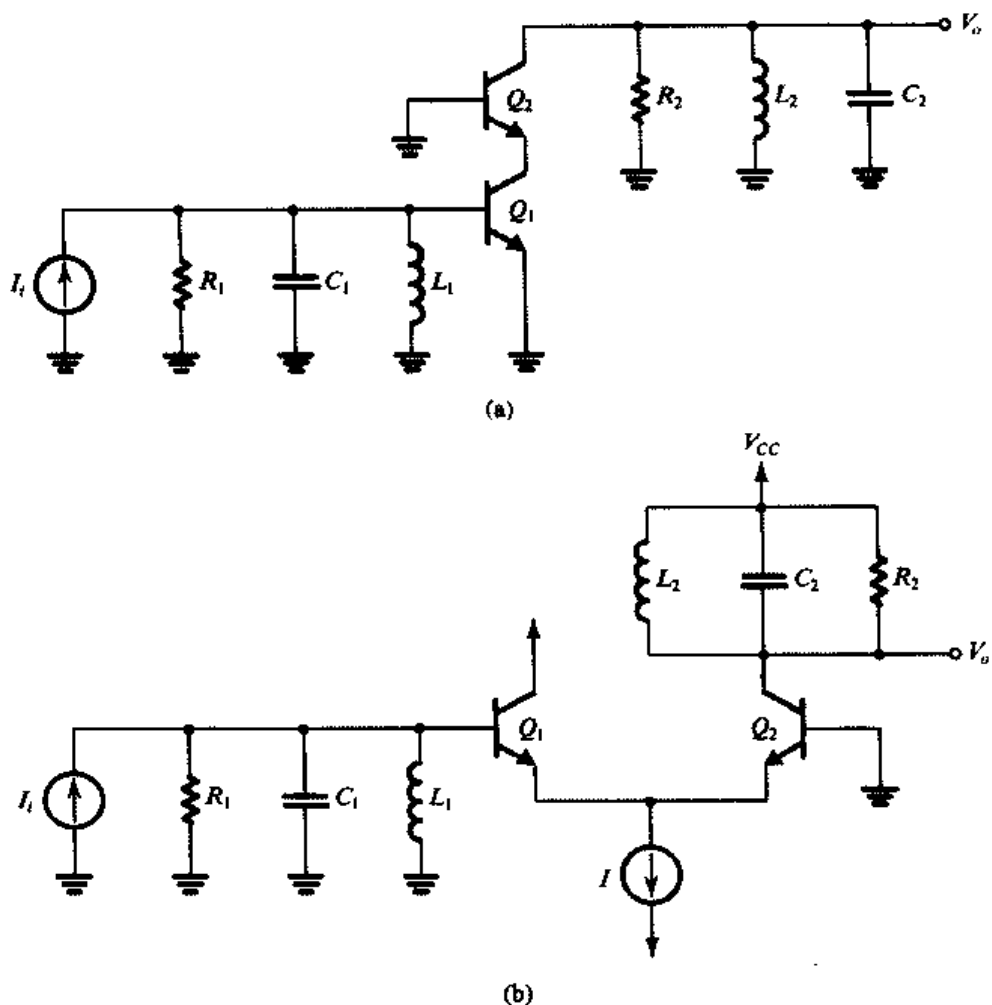 V_o
Q_2
R_2
L_2
C_2
Q_1
I_i
R_1
C_1
L_1
(a)
V_CC
L_2
C_2
R_2
V_o
Q_1
Q_2
I_i
R_1
C_1
L_1
I
(b)